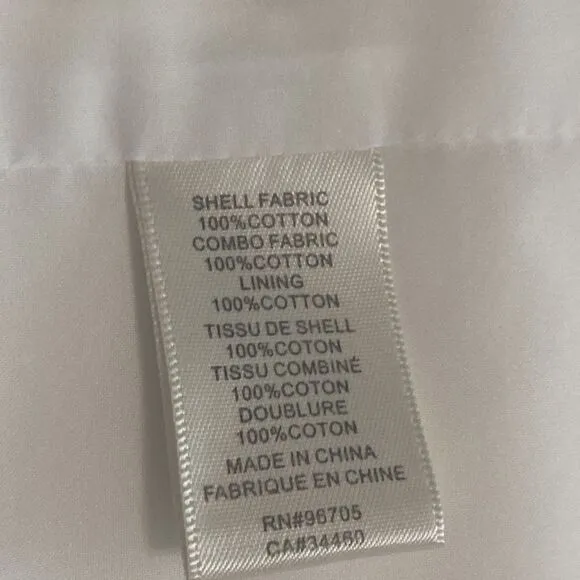 SHELL FABRIC
100%COTTON
COMBO FABRIC
100%COTTON
LINING
100%COTTON
TISSU DE SHELL
100%COTON
TISSU COMBINÉ
100%COTON
DOUBLURE
100%COTON
MADE IN CHINA
FABRIQUE EN CHINE
RN#96705
CA#34460